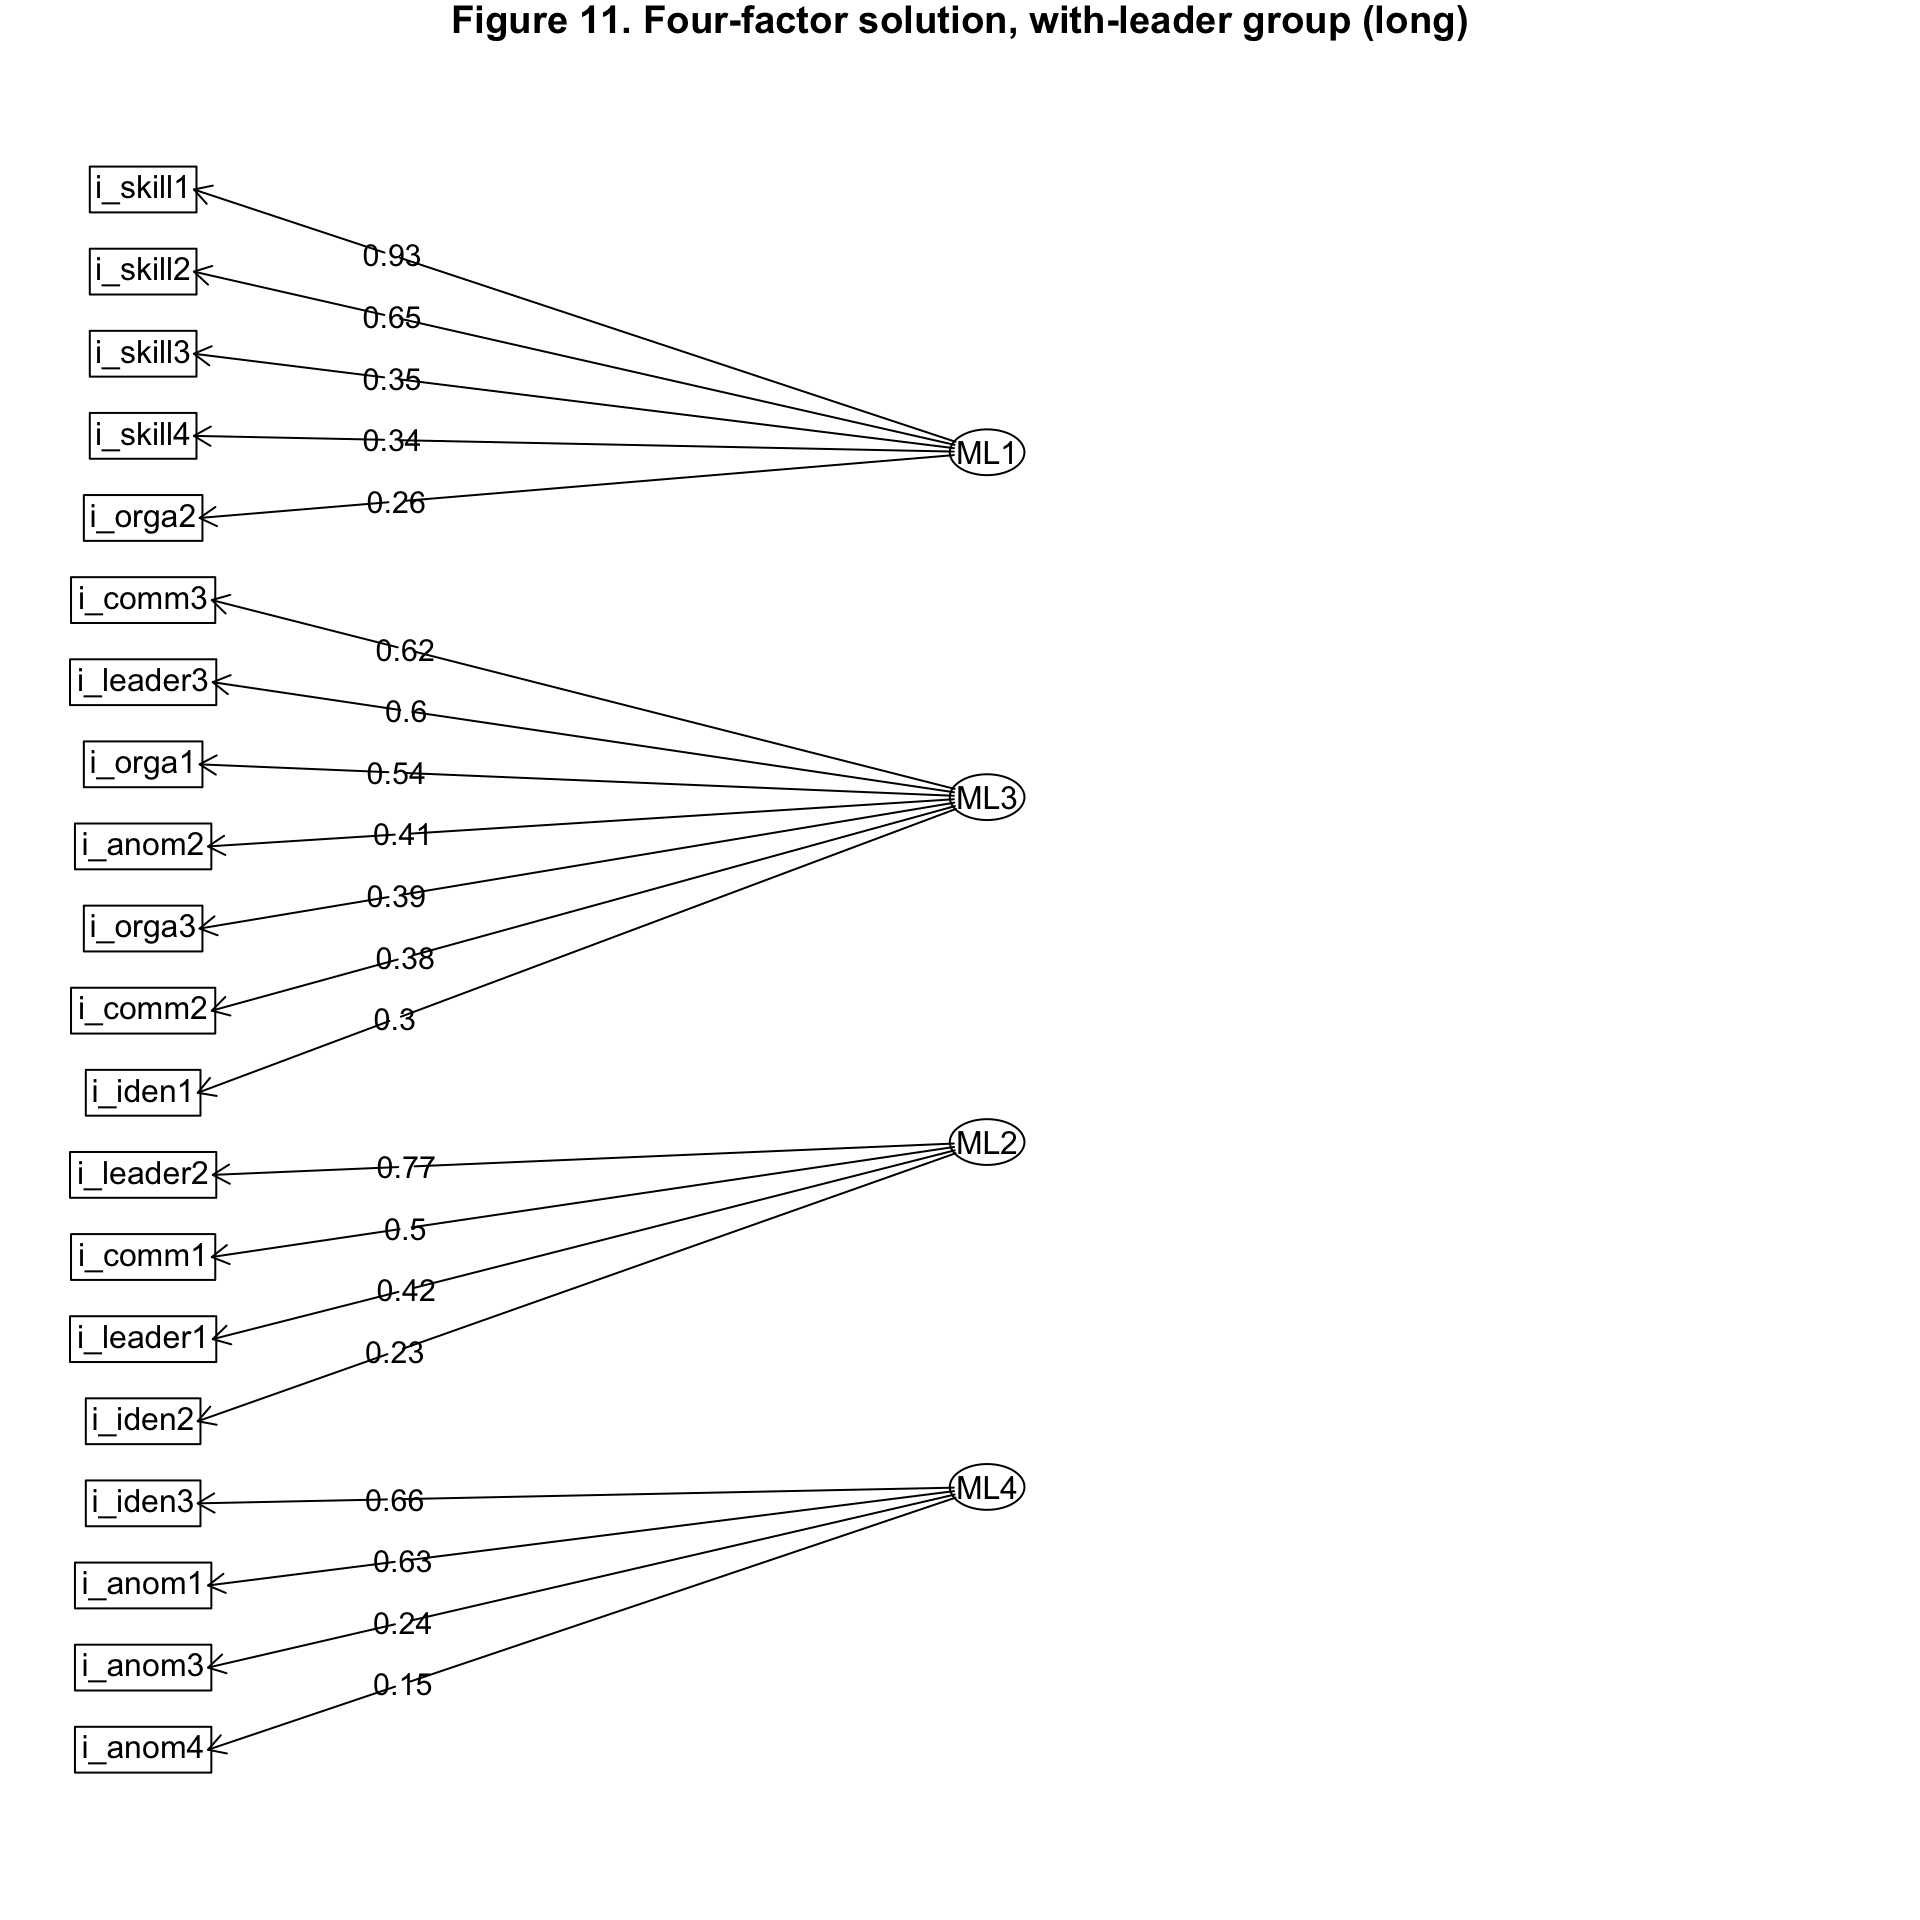 Figure 11. Four-factor solution, with-leader group (long)
i_skill1
0.93
i_skill2
0.65
i_skill3
0.35
i_skill4
0.34
ML1
i_orga2
0.26
i_comm3
0.62
i_leader3
0.6
i_orga1
0.54
ML3
i_anom2
0.41
i_orga3
0.39
i_comm2
0.38
i_iden1
0.3
i_leader2
0.77
ML2
i_comm1
0.5
i_leader1
0.42
i_iden2
0.23
i_iden3
0.66
ML4
i_anom1
0.63
i_anom3
0.24
i_anom4
0.15